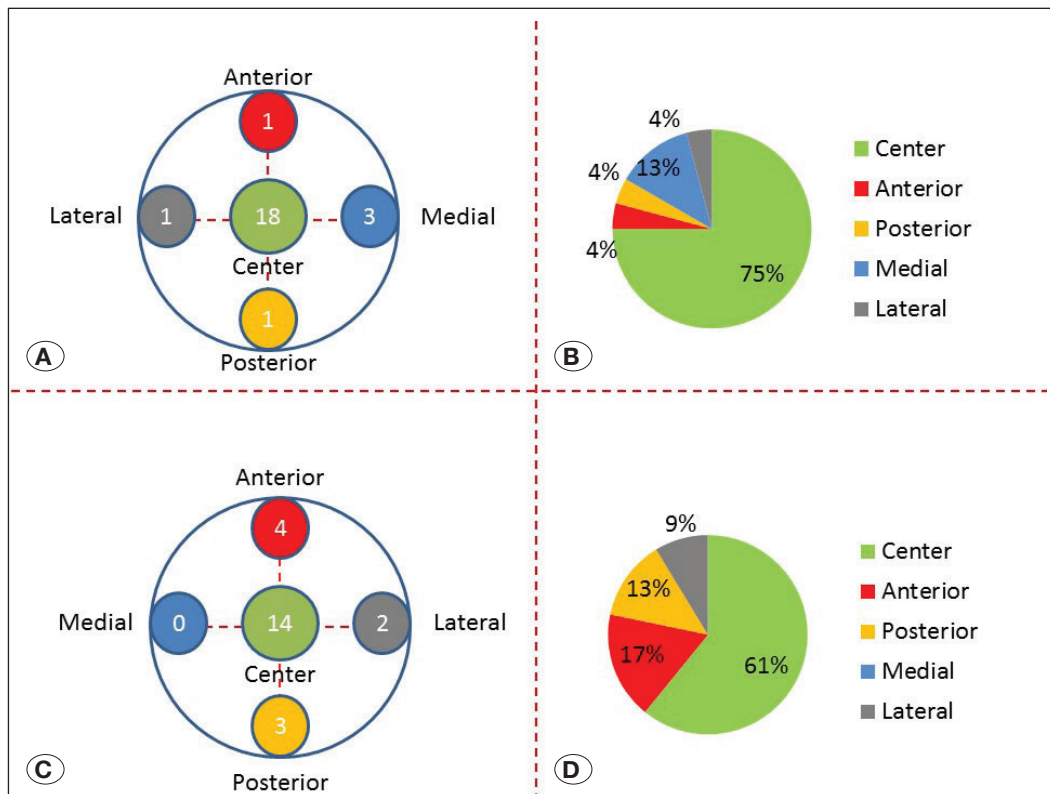 Anterior
1
Lateral
1
18
3
Medial
Center
1
Posterior
A
4%
4%
13%
4%
75%
Center
Anterior
Posterior
Medial
Lateral
B
Anterior
4
Medial
0
14
2
Lateral
Center
3
Posterior
C
9%
13%
17%
61%
Center
Anterior
Posterior
Medial
Lateral
D